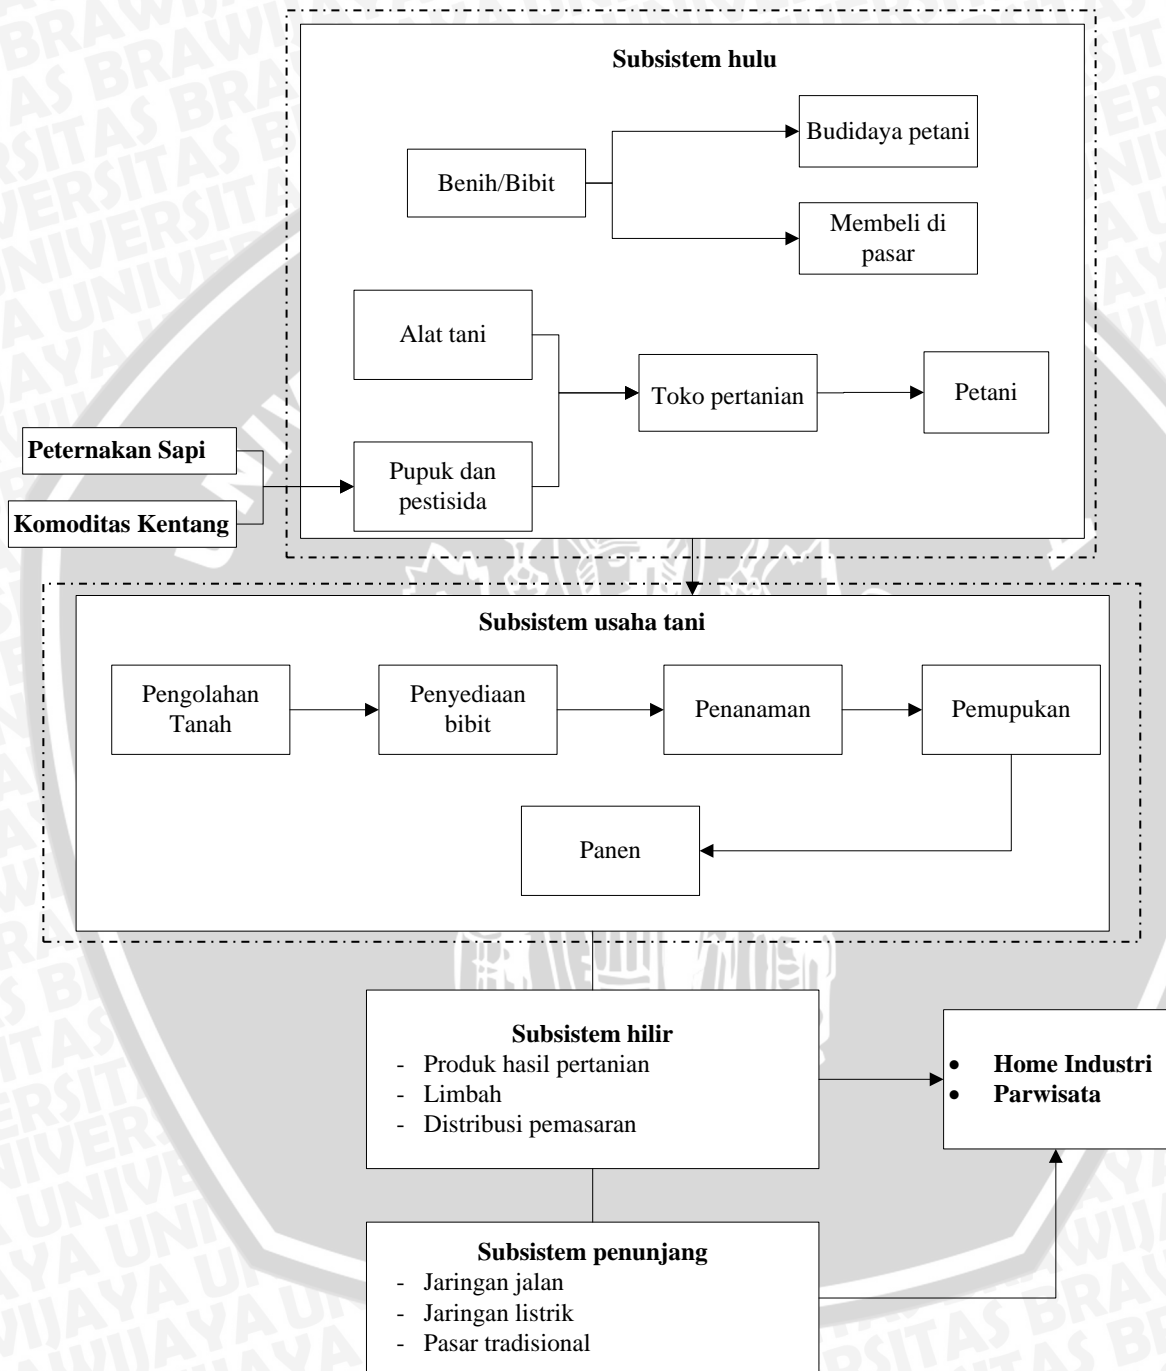 Subsistem hulu
Budidaya petani
Benih/Bibit
Membeli di
pasar
Alat tani
Toko pertanian
Petani
Peternakan Sapi
Pupuk dan
pestisida
Komoditas Kentang
Subsistem usaha tani
Pengolahan
Tanah
Penyediaan
bibit
Penanaman
Pemupukan
Panen
Subsistem hilir
- Produk hasil pertanian
- Limbah
- Distribusi pemasaran
• Home Industri
• Parwisata
Subsistem penunjang
- Jaringan jalan
- Jaringan listrik
- Pasar tradisional